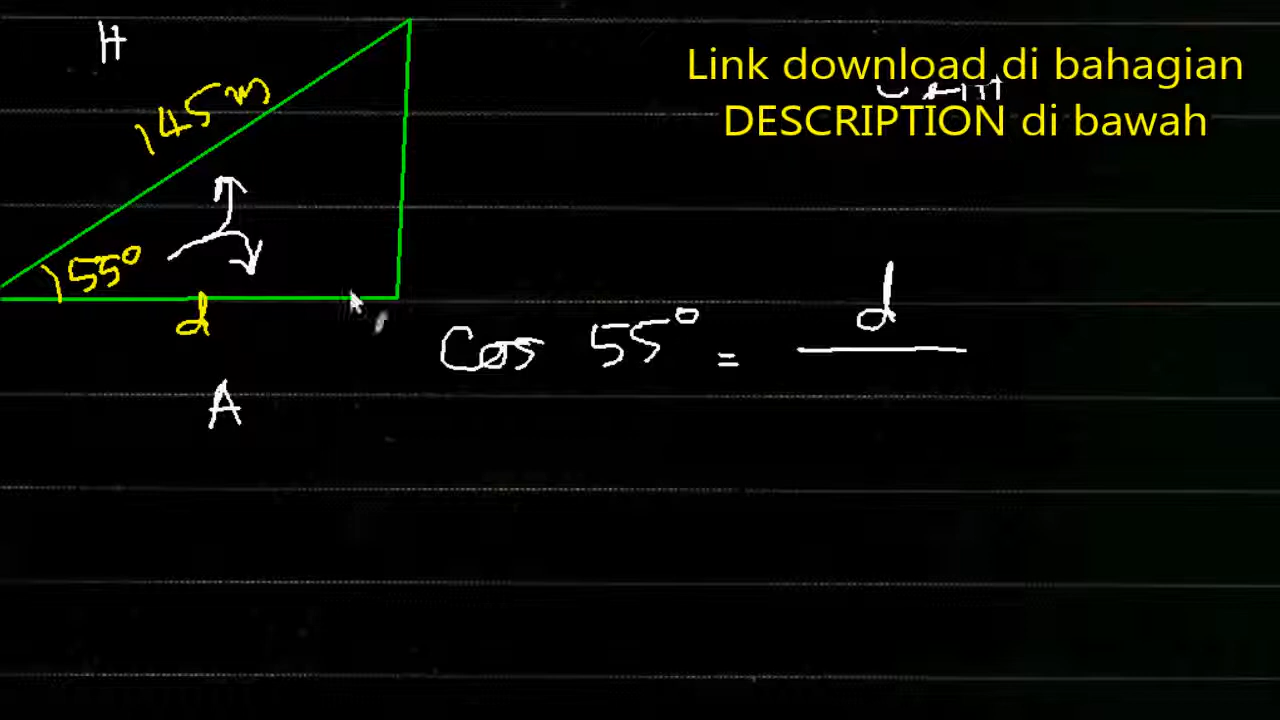 H
145 m
55°
d
A
Cos 55° = d
Link download di bahagian
DESCRIPTION di bawah